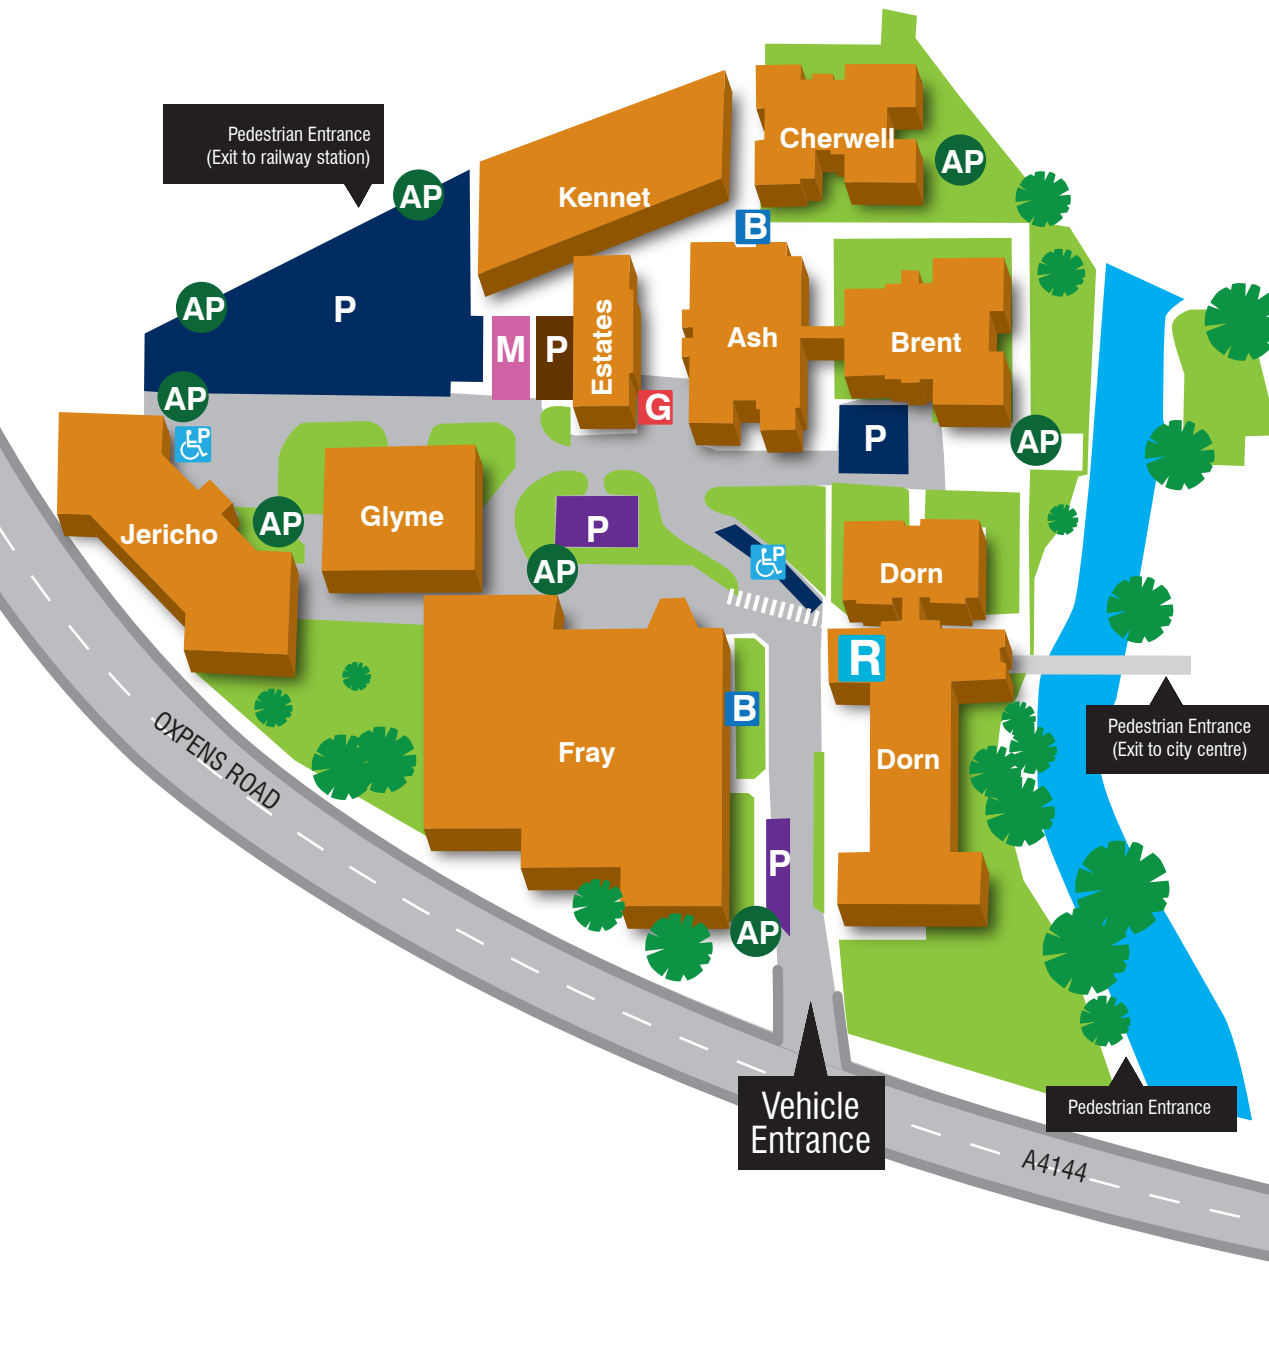 Pedestrian Entrance
(Exit to railway station)
AP
Kennet
Cherwell
AP
B
AP
P
M
P
Estates
Ash
Brent
AP
P
G
P
AP
Jericho
AP
Glyme
P
AP
P
Dorn
R
Fray
B
Dorn
Pedestrian Entrance
(Exit to city centre)
OXPENS ROAD
P
AP
Vehicle
Entrance
Pedestrian Entrance
A4144
P